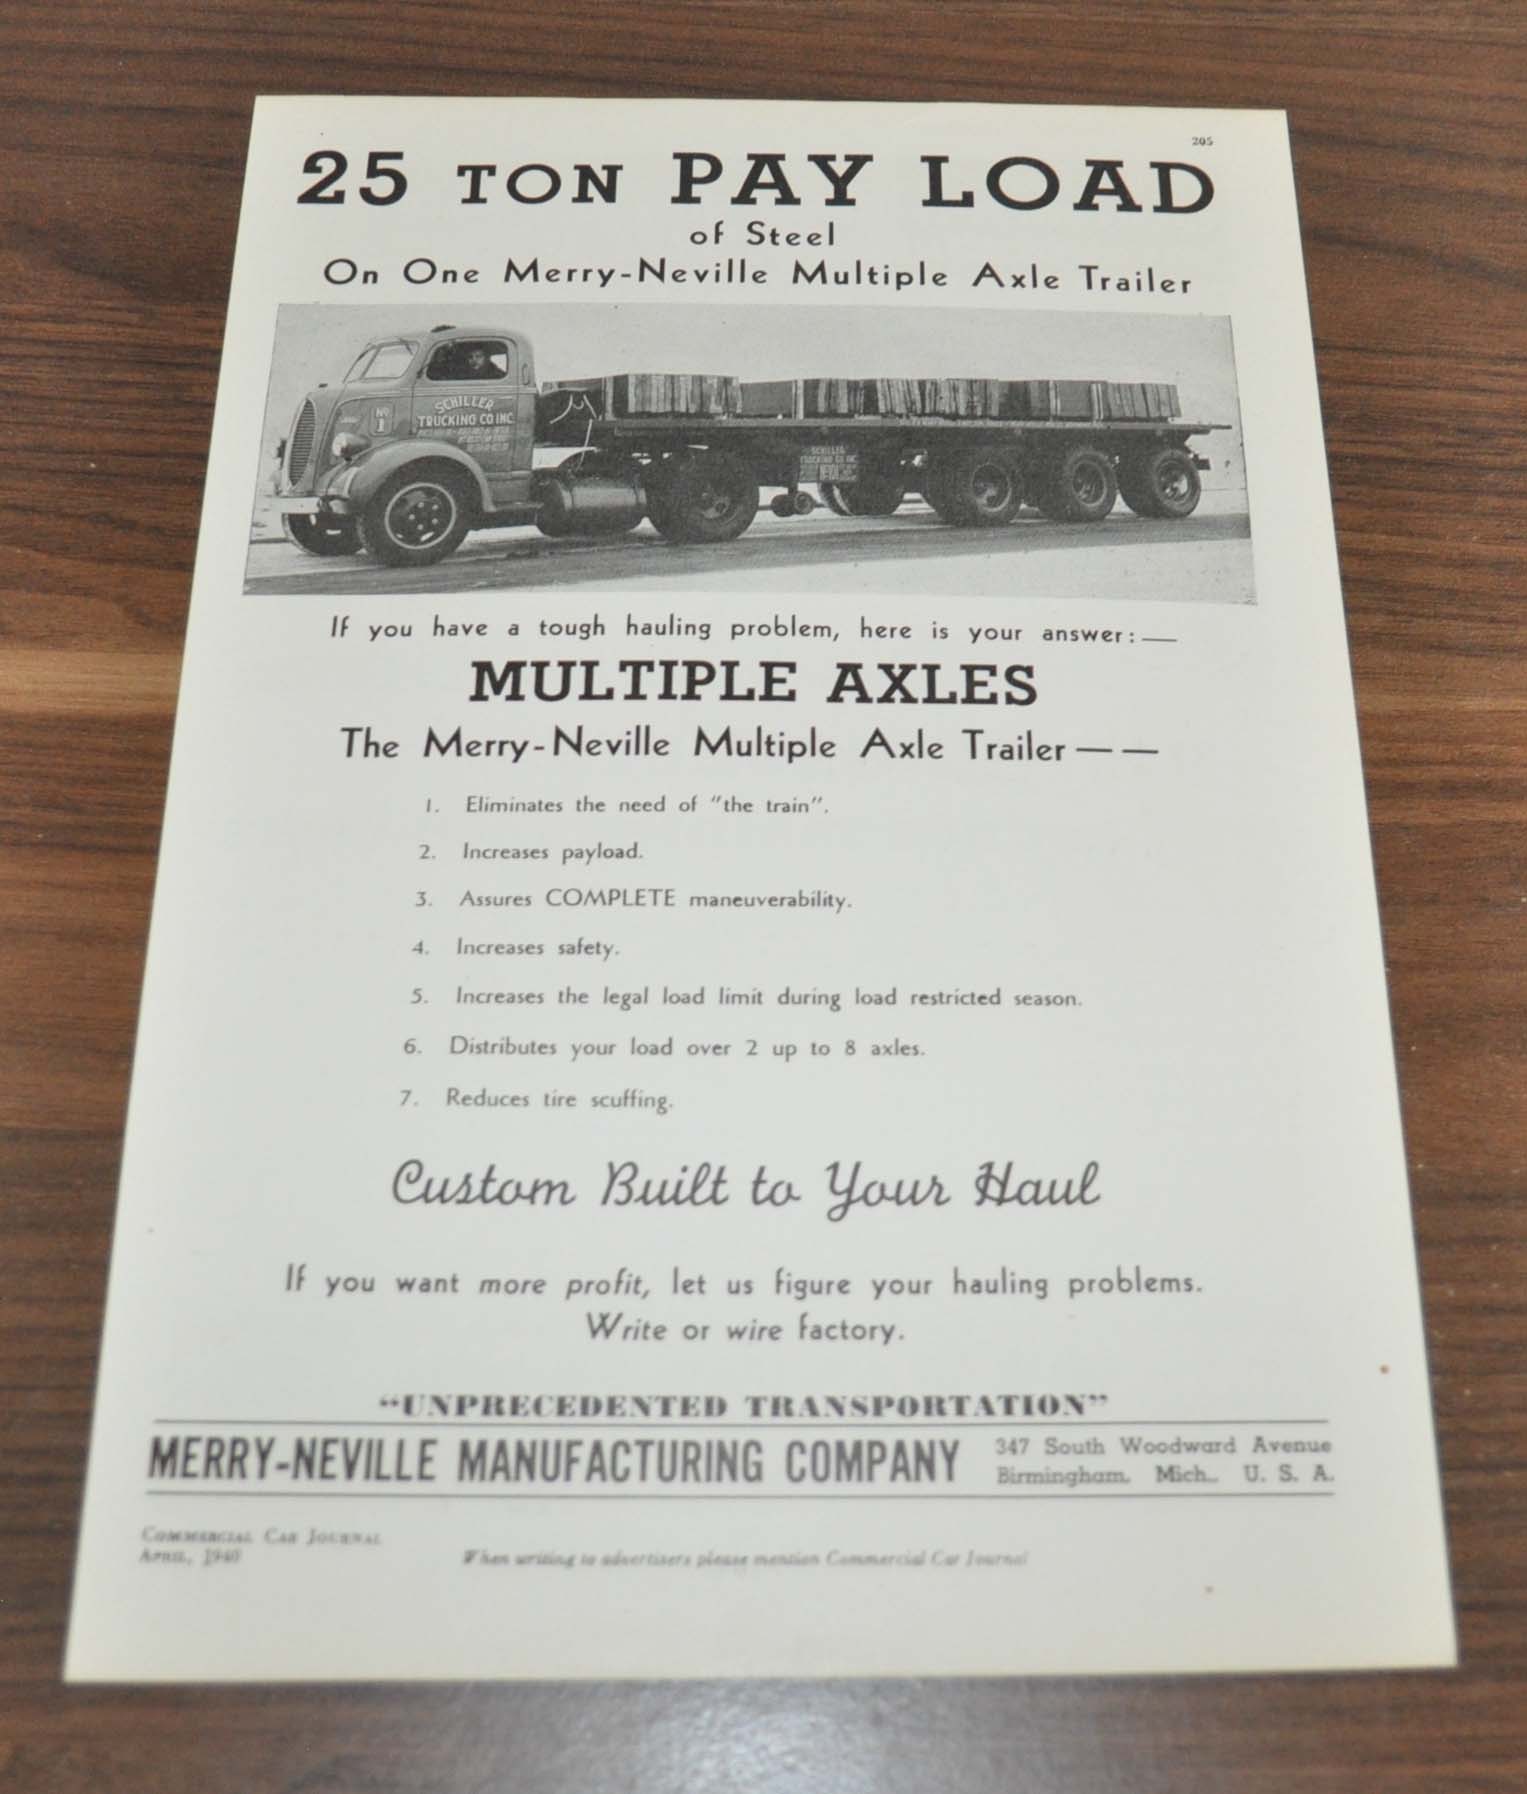 205
25 TON PAY LOAD
of Steel
On One Merry-Neville Multiple Axle Trailer
No 1
SCHILLER
TRUCKING CO. INC.
SCHILLER
TRUCKING CO. INC.
If you have a tough hauling problem, here is your answer:—
MULTIPLE AXLES
The Merry-Neville Multiple Axle Trailer——
1. Eliminates the need of "the train".
2. Increases payload.
3. Assures COMPLETE maneuverability.
4. Increases safety.
5. Increases the legal load limit during load restricted season.
6. Distributes your load over 2 up to 8 axles.
7. Reduces tire scuffing.
Custom Built to Your Haul
If you want more profit, let us figure your hauling problems.
Write or wire factory.
"UNPRECEDENTED TRANSPORTATION"
MERRY-NEVILLE MANUFACTURING COMPANY
347 South Woodward Avenue
Birmingham, Mich., U. S. A.
COMMERCIAL CAR JOURNAL
APRIL, 1940
When writing to advertisers please mention Commercial Car Journal